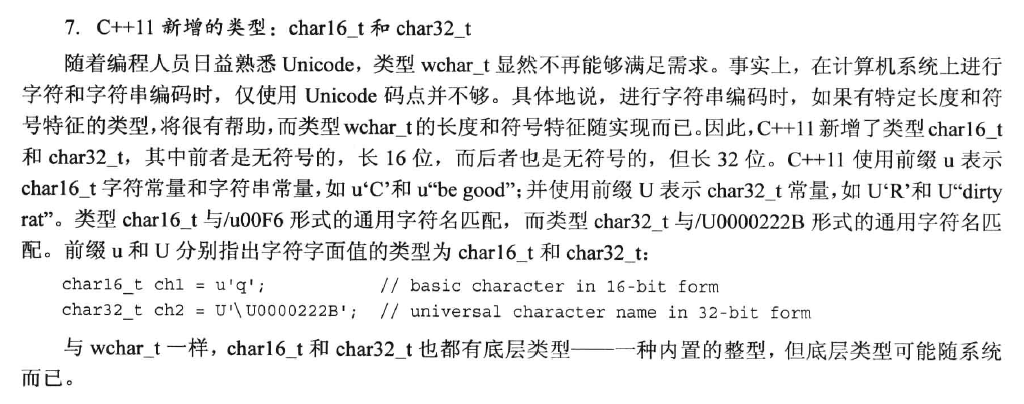 7. C++11 新增的类型：char16_t 和 char32_t
随着编程人员日益熟悉 Unicode，类型 wchar_t 显然不再能够满足需求。事实上，在计算机系统上进行
字符和字符串编码时，仅使用 Unicode 码点并不够。具体地说，进行字符串编码时，如果有特定长度和符
号特征的类型，将很有帮助，而类型 wchar_t 的长度和符号特征随实现而已。因此，C++11 新增了类型 char16_t
和 char32_t，其中前者是无符号的，长 16 位，而后者也是无符号的，但长 32 位。C++11 使用前缀 u 表示
char16_t 字符常量和字符串常量，如 u‘C’和 u“be good”；并使用前缀 U 表示 char32_t 常量，如 U‘R’和 U“dirty
rat”。类型 char16_t 与/u00F6 形式的通用字符名匹配，而类型 char32_t 与/U0000222B 形式的通用字符名匹
配。前缀 u 和 U 分别指出字符字面值的类型为 char16_t 和 char32_t：
char16_t ch1 = u'q'; // basic character in 16-bit form
char32_t ch2 = U'\U0000222B'; // universal character name in 32-bit form
与 wchar_t 一样，char16_t 和 char32_t 也都有底层类型——一种内置的整型，但底层类型可能随系统
而已。